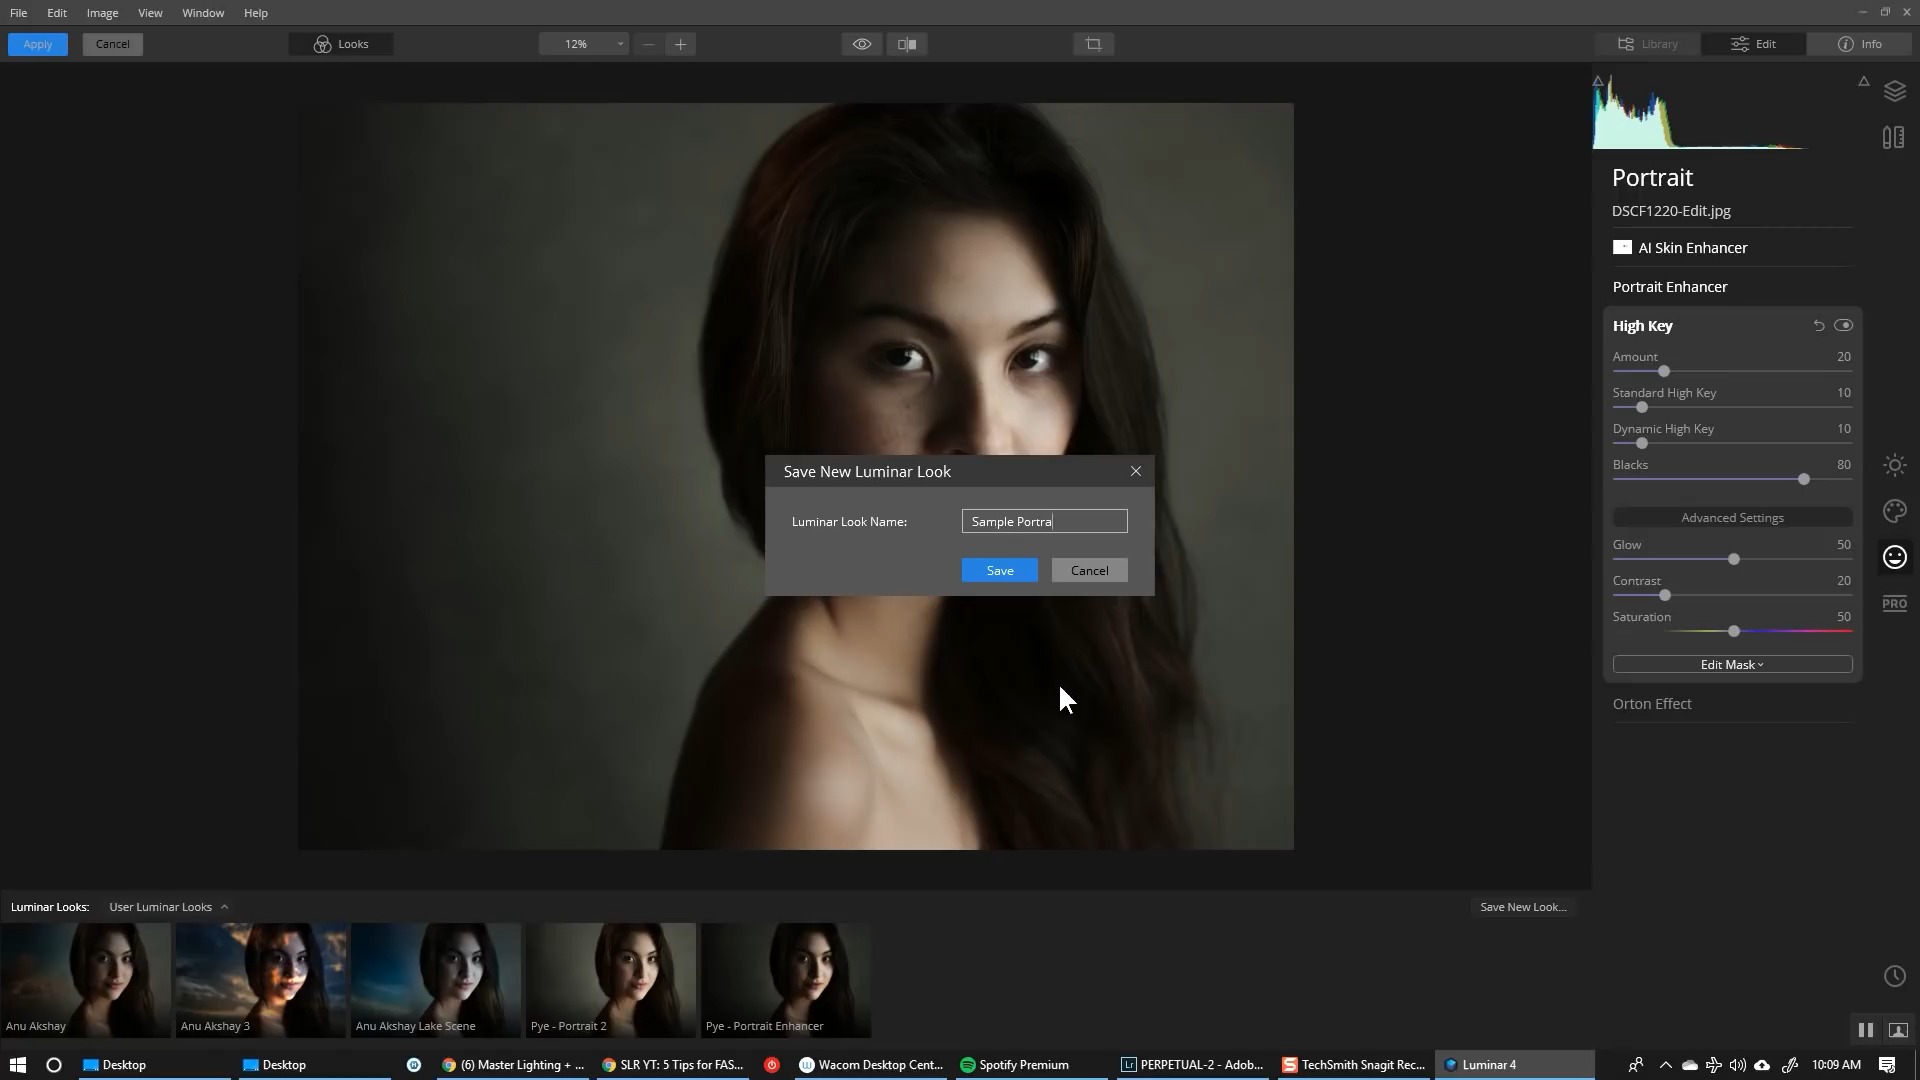 File Edit Image View Window Help
Apply Cancel Looks 12% Library Edit Info
Portrait
DSCF1220-Edit.jpg
AI Skin Enhancer
Portrait Enhancer
High Key
Amount 20
Standard High Key 10
Dynamic High Key 10
Blacks 80
Advanced Settings
Glow 50
Contrast 20
Saturation 50
Edit Mask
Orton Effect
PRO
Save New Luminar Look
Luminar Look Name: Sample Portra
Save Cancel
Luminar Looks: User Luminar Looks Save New Look...
Anu Akshay Anu Akshay 3 Anu Akshay Lake Scene Pye - Portrait 2 Pye - Portrait Enhancer
Desktop Desktop (6) Master Lighting + ... SLR YT: 5 Tips for FAS... Wacom Desktop Cent... Spotify Premium Lr PERPETUAL-2 - Adob... TechSmith Snagit Rec... Luminar 4 10:09 AM